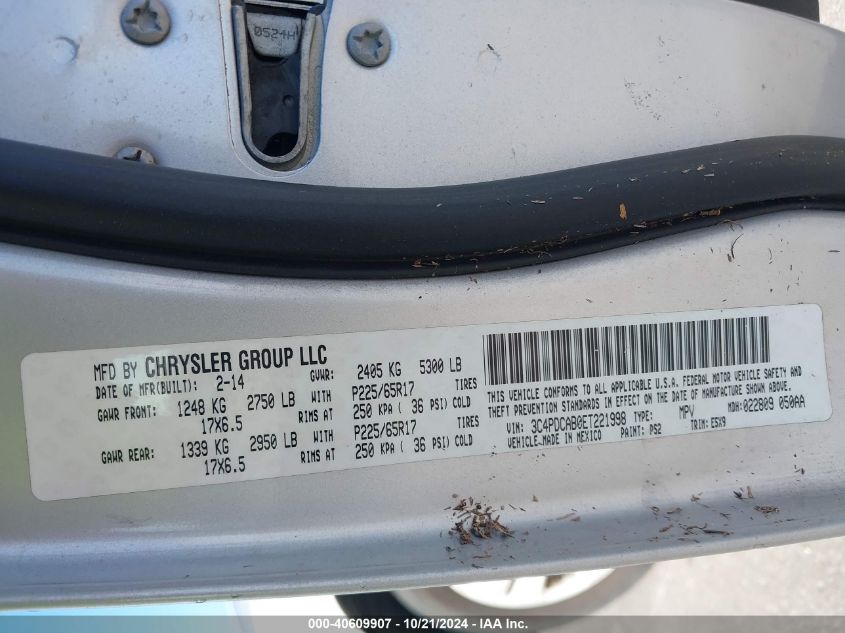 0524H
MFD BY CHRYSLER GROUP LLC
DATE OF MFR(BUILT): 2-14 GVWR: 2405 KG 5300 LB
GAWR FRONT: 1248 KG 2750 LB WITH P225/65R17 TIRES
17X6.5 RIMS AT 250 KPA ( 36 PSI) COLD
GAWR REAR: 1339 KG 2950 LB WITH P225/65R17 TIRES
17X6.5 RIMS AT 250 KPA ( 36 PSI) COLD
THIS VEHICLE CONFORMS TO ALL APPLICABLE U.S.A. FEDERAL MOTOR VEHICLE SAFETY AND
THEFT PREVENTION STANDARDS IN EFFECT ON THE DATE OF MANUFACTURE SHOWN ABOVE.
VIN: 3C4PDCAB0ET221998 TYPE: MPV MDH: 022809 050AA
VEHICLE-MADE IN MEXICO PAINT: PS2 TRIM: E5X9
000-40609907 - 10/21/2024 - IAA Inc.